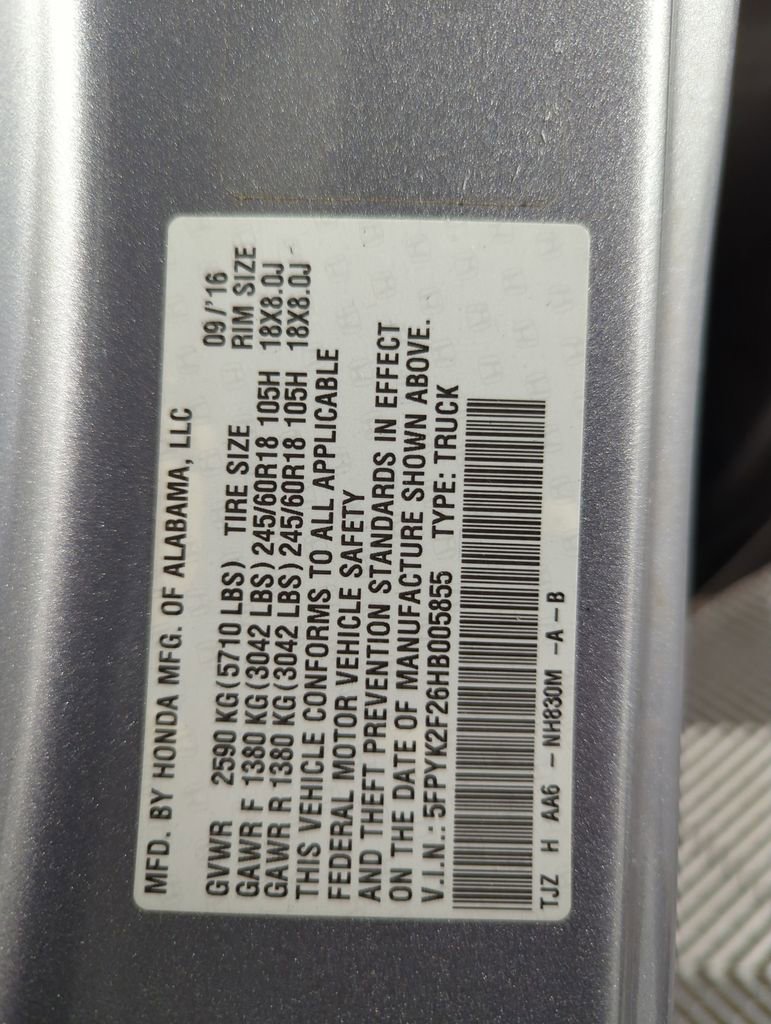 MFD. BY HONDA MFG. OF ALABAMA, LLC 09/'16
GVWR 2590 KG(5710 LBS) TIRE SIZE RIM SIZE
GAWR F 1380 KG(3042 LBS) 245/60R18 105H 18X8.0J
GAWR R 1380 KG(3042 LBS) 245/60R18 105H 18X8.0J
THIS VEHICLE CONFORMS TO ALL APPLICABLE
FEDERAL MOTOR VEHICLE SAFETY
AND THEFT PREVENTION STANDARDS IN EFFECT
ON THE DATE OF MANUFACTURE SHOWN ABOVE.
V.I.N.: 5FPYK2F26HB005855 TYPE: TRUCK
TJZ H AA6 - NH830M -A-B